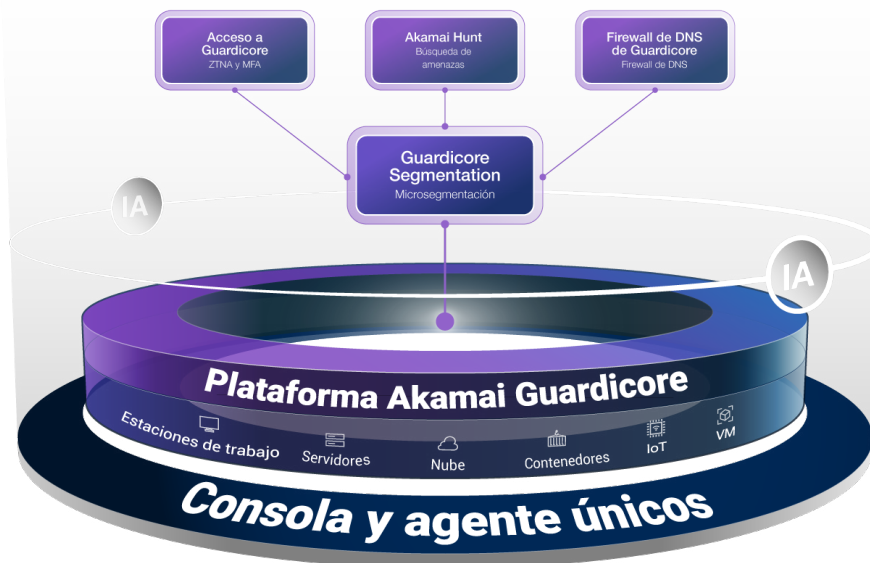 Acceso a
Guardicore
ZTNA y MFA
Akamai Hunt
Búsqueda de
amenazas
Firewall de DNS
de Guardicore
Firewall de DNS
Guardicore
Segmentation
Microsegmentación
IA
IA
Plataforma Akamai Guardicore
Estaciones de trabajo
Servidores
Nube
Contenedores
IoT
VM
Consola y agente únicos